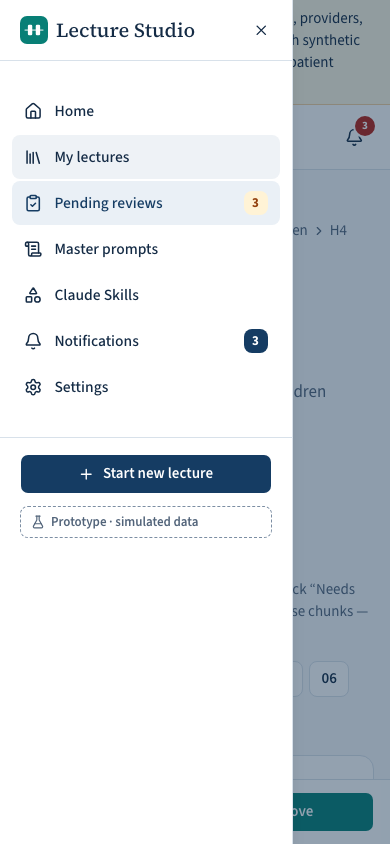 Lecture Studio
, providers,
h synthetic
patient
3
Home
My lectures
Pending reviews 3
en > H4
Master prompts
Claude Skills
Notifications 3
Settings
dren
Start new lecture
Prototype · simulated data
ck “Needs
se chunks —
06
ove